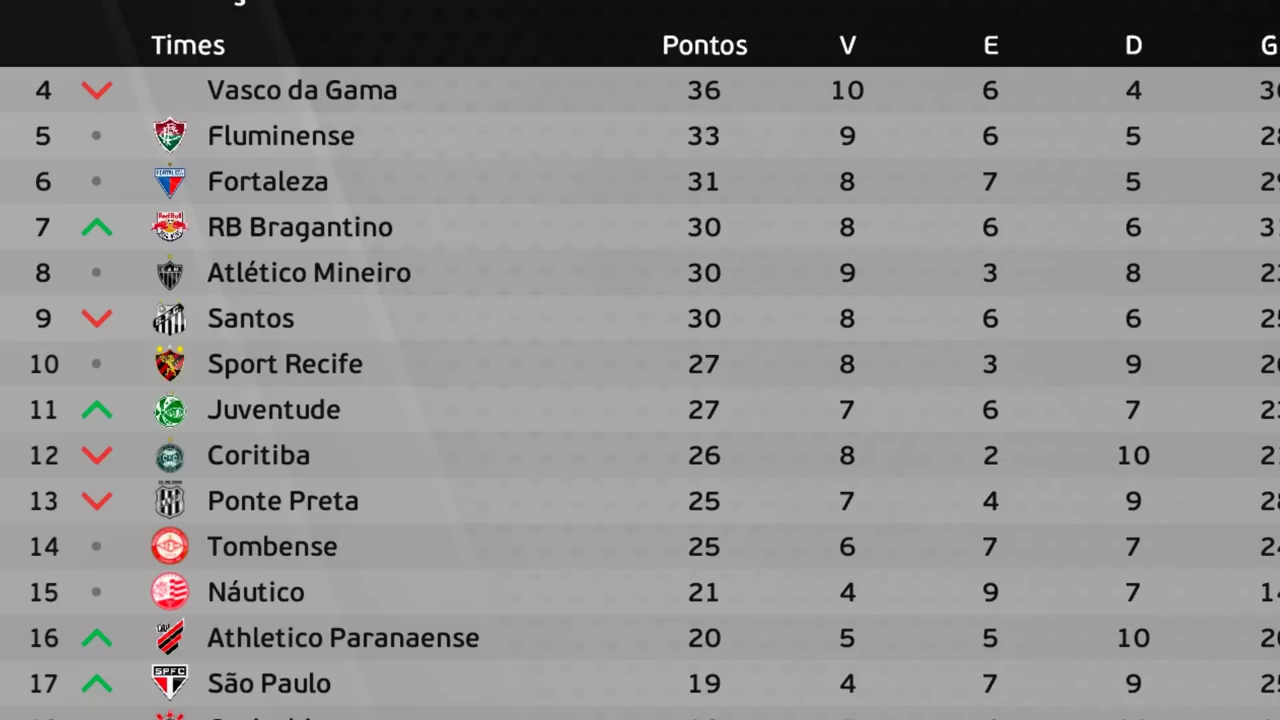 Times Pontos V E D G
4 Vasco da Gama 36 10 6 4
5 Fluminense 33 9 6 5
6 Fortaleza 31 8 7 5
7 RB Bragantino 30 8 6 6
8 Atlético Mineiro 30 9 3 8
9 Santos 30 8 6 6
10 Sport Recife 27 8 3 9
11 Juventude 27 7 6 7
12 Coritiba 26 8 2 10
13 Ponte Preta 25 7 4 9
14 Tombense 25 6 7 7
15 Náutico 21 4 9 7
16 Athletico Paranaense 20 5 5 10
17 São Paulo 19 4 7 9